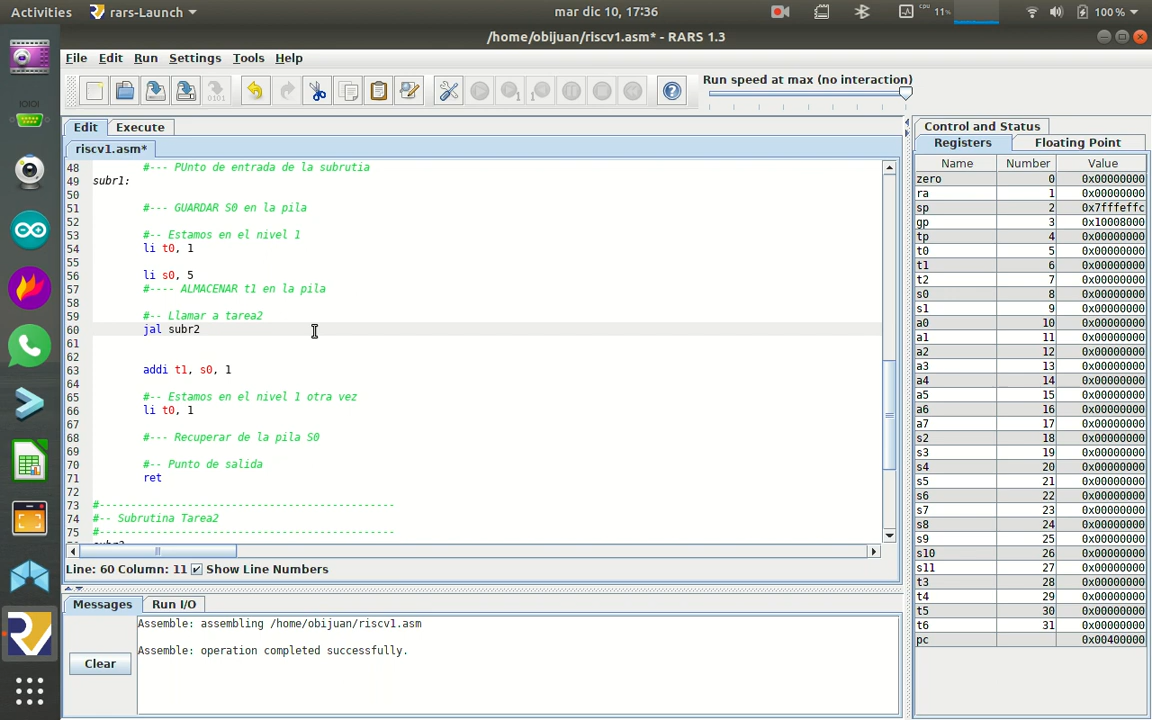 Activities
rars-Launch
mar dic 10, 17:36
cpu 11%
100 %
/home/obijuan/riscv1.asm* - RARS 1.3
File Edit Run Settings Tools Help
Run speed at max (no interaction)
Edit Execute
riscv1.asm*
48 #--- PUnto de entrada de la subrutia
49 subr1:
50
51 #--- GUARDAR S0 en la pila
52
53 #-- Estamos en el nivel 1
54 li t0, 1
55
56 li s0, 5
57 #---- ALMACENAR t1 en la pila
58
59 #-- Llamar a tarea2
60 jal subr2
61
62
63 addi t1, s0, 1
64
65 #-- Estamos en el nivel 1 otra vez
66 li t0, 1
67
68 #--- Recuperar de la pila S0
69
70 #-- Punto de salida
71 ret
72
73 #-----------------------------------------------
74 #-- Subrutina Tarea2
75 #-----------------------------------------------
Line: 60 Column: 11 Show Line Numbers
Messages Run I/O
Assemble: assembling /home/obijuan/riscv1.asm
Assemble: operation completed successfully.
Clear
Control and Status
Registers Floating Point
Name Number Value
zero 0 0x00000000
ra 1 0x00000000
sp 2 0x7fffeffc
gp 3 0x10008000
tp 4 0x00000000
t0 5 0x00000000
t1 6 0x00000000
t2 7 0x00000000
s0 8 0x00000000
s1 9 0x00000000
a0 10 0x00000000
a1 11 0x00000000
a2 12 0x00000000
a3 13 0x00000000
a4 14 0x00000000
a5 15 0x00000000
a6 16 0x00000000
a7 17 0x00000000
s2 18 0x00000000
s3 19 0x00000000
s4 20 0x00000000
s5 21 0x00000000
s6 22 0x00000000
s7 23 0x00000000
s8 24 0x00000000
s9 25 0x00000000
s10 26 0x00000000
s11 27 0x00000000
t3 28 0x00000000
t4 29 0x00000000
t5 30 0x00000000
t6 31 0x00000000
pc 0x00400000